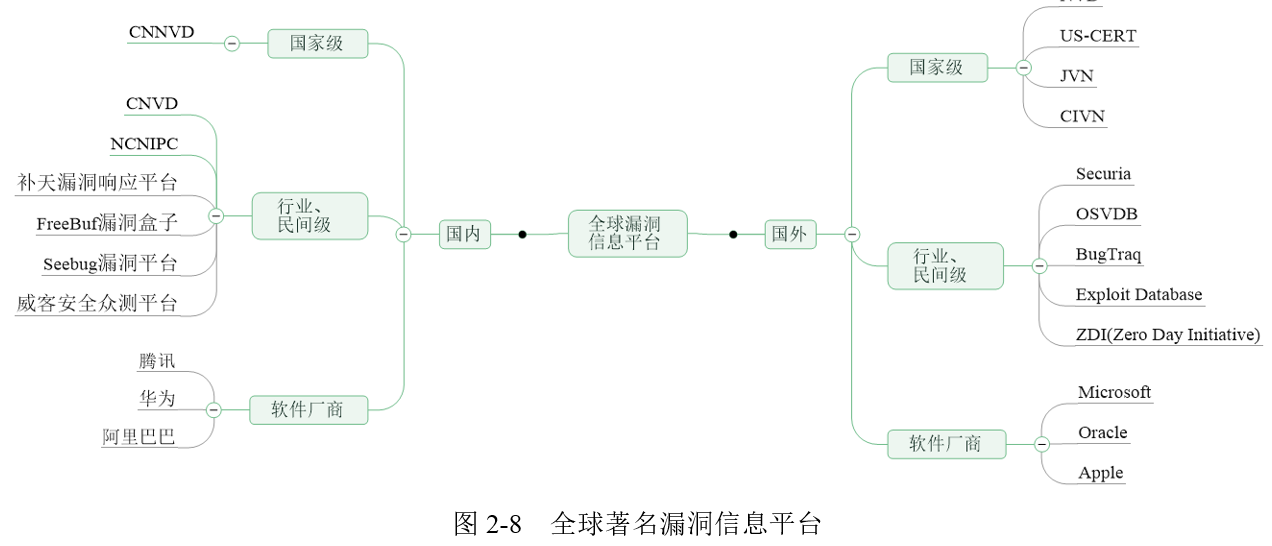 CNNVD
国家级
CNVD
NCNIPC
补天漏洞响应平台
FreeBuf漏洞盒子
Seebug漏洞平台
威客安全众测平台
行业、
民间级
腾讯
华为
阿里巴巴
软件厂商
国内
全球漏洞
信息平台
国外
国家级
US-CERT
JVN
CIVN
行业、
民间级
Securia
OSVDB
BugTraq
Exploit Database
ZDI(Zero Day Initiative)
软件厂商
Microsoft
Oracle
Apple
图 2-8 全球著名漏洞信息平台